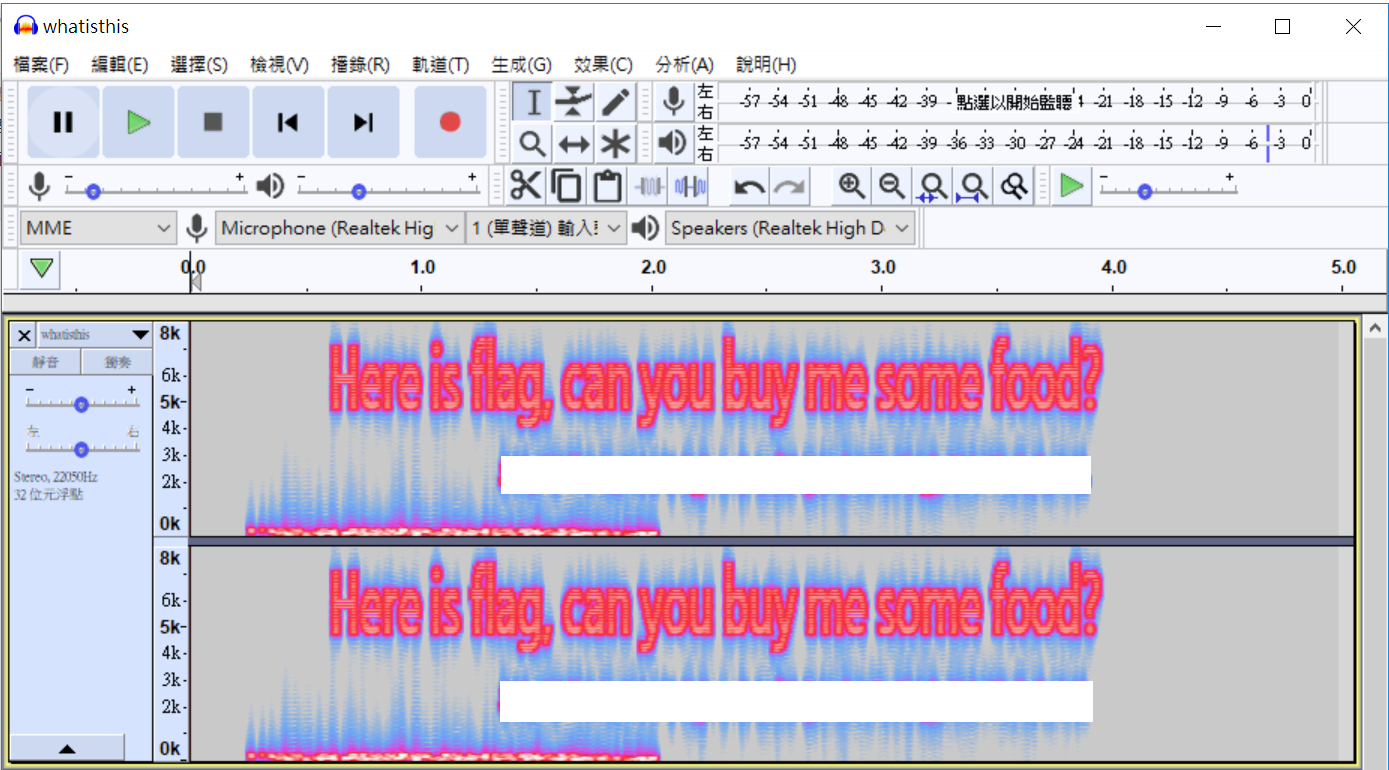 whatisthis
檔案(F) 編輯(E) 選擇(S) 檢視(V) 播錄(R) 軌道(T) 生成(G) 效果(C) 分析(A) 說明(H)
左 右 -57 -54 -51 -48 -45 -42 -39 - 點選以開始監聽 -21 -18 -15 -12 -9 -6 -3 0
左 右 -57 -54 -51 -48 -45 -42 -39 -36 -33 -30 -27 -24 -21 -18 -15 -12 -9 -6 -3 0
- + - + - +
MME Microphone (Realtek Hig 1 (單聲道) 輸入 Speakers (Realtek High D
0.0 1.0 2.0 3.0 4.0 5.0
whatisthis
靜音 獨奏
- +
左 右
Stereo, 22050Hz
32 位元浮點
8k
6k-
5k-
4k-
3k-
2k-
0k
Here is flag, can you buy me some food?
8k
6k-
5k-
4k-
3k-
2k-
0k
Here is flag, can you buy me some food?